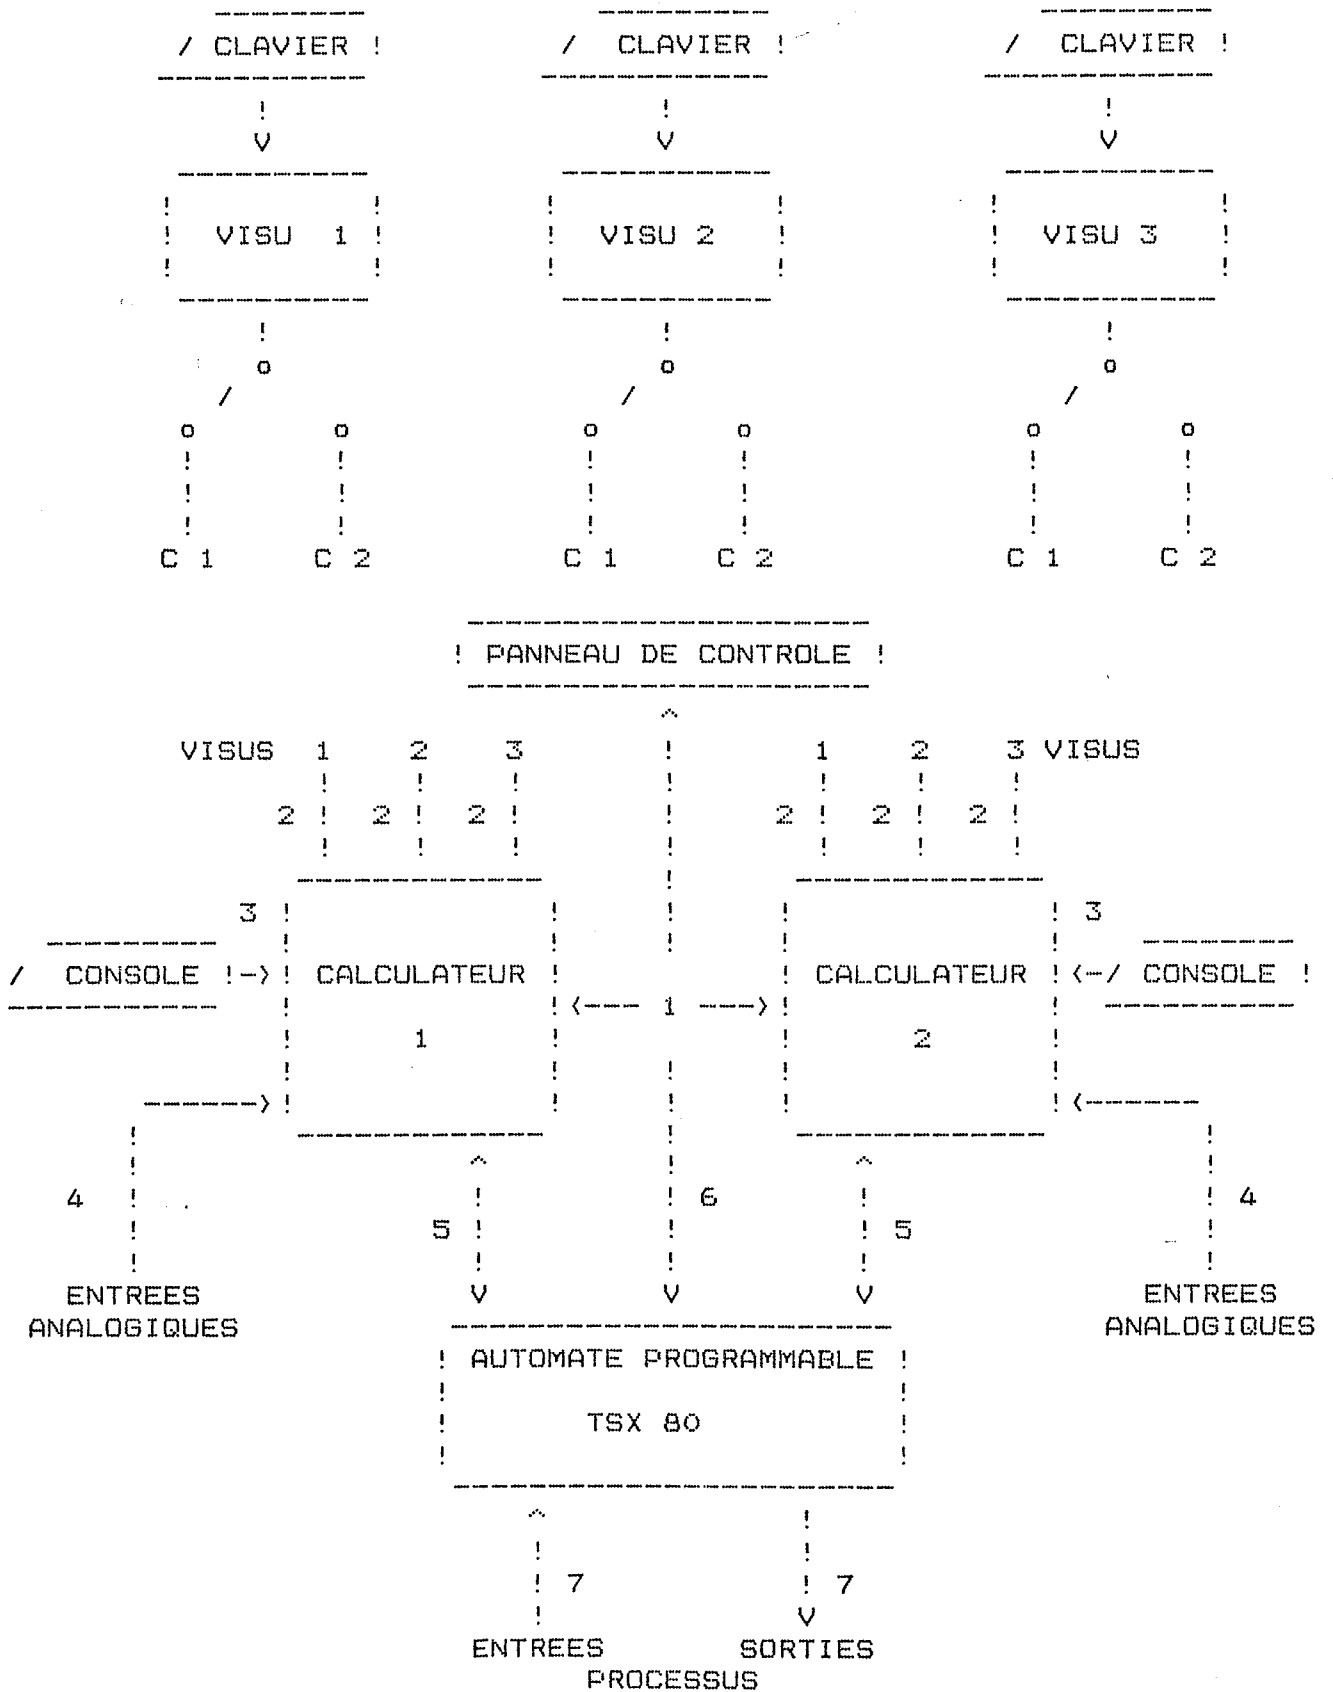 / CLAVIER ! / CLAVIER ! / CLAVIER !
! ! !
V V V
! VISU 1 ! ! VISU 2 ! ! VISU 3 !
! ! !
o o o
/ / /
o o o o o o
C 1 C 2 C 1 C 2 C 1 C 2
! PANNEAU DE CONTROLE !
^
VISUS 1 2 3 ! 1 2 3 VISUS
2 ! 2 ! 2 ! ! 2 ! 2 ! 2 !
3 ! ! ! ! ! 3
/ CONSOLE !-->! CALCULATEUR ! ! CALCULATEUR !<-/ CONSOLE !
!<--- 1 --->!
1 2
------>! ! ! ! !<------
^ ! ^
4 ! ! ! 6 ! ! 4
5 ! ! ! 5
ENTREES V V V ENTREES
ANALOGIQUES ANALOGIQUES
! AUTOMATE PROGRAMMABLE !
! TSX 80 !
^ !
! 7 ! 7
! V
ENTREES SORTIES
PROCESSUS